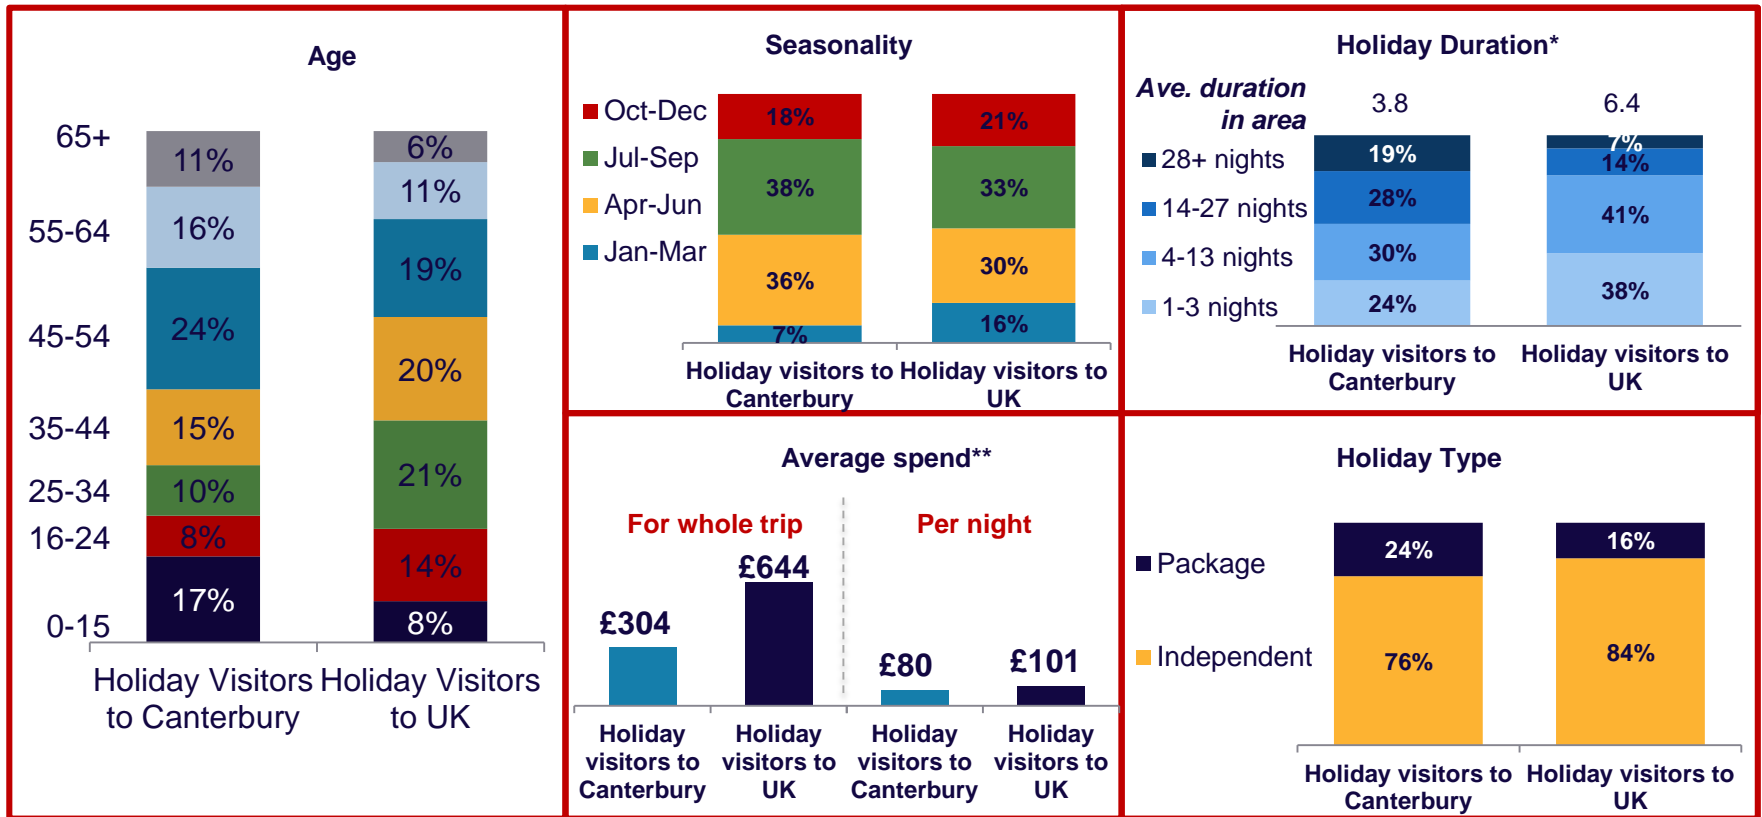 Age
65+
55-64
45-54
35-44
25-34
16-24
0-15
11%
16%
24%
15%
10%
8%
17%
6%
11%
19%
20%
21%
14%
8%
Holiday Visitors
to Canterbury
Holiday Visitors
to UK
Seasonality
Oct-Dec
Jul-Sep
Apr-Jun
Jan-Mar
18%
38%
36%
7%
21%
33%
30%
16%
Holiday visitors to
Canterbury
Holiday visitors to
UK
Holiday Duration*
Ave. duration
in area
3.8
6.4
28+ nights
14-27 nights
4-13 nights
1-3 nights
19%
28%
30%
24%
7%
14%
41%
38%
Holiday visitors to
Canterbury
Holiday visitors to
UK
Average spend**
For whole trip
Per night
£304
£644
£80
£101
Holiday
visitors to
Canterbury
Holiday
visitors to
UK
Holiday
visitors to
Canterbury
Holiday
visitors to
UK
Holiday Type
Package
Independent
24%
76%
16%
84%
Holiday visitors to
Canterbury
Holiday visitors to
UK